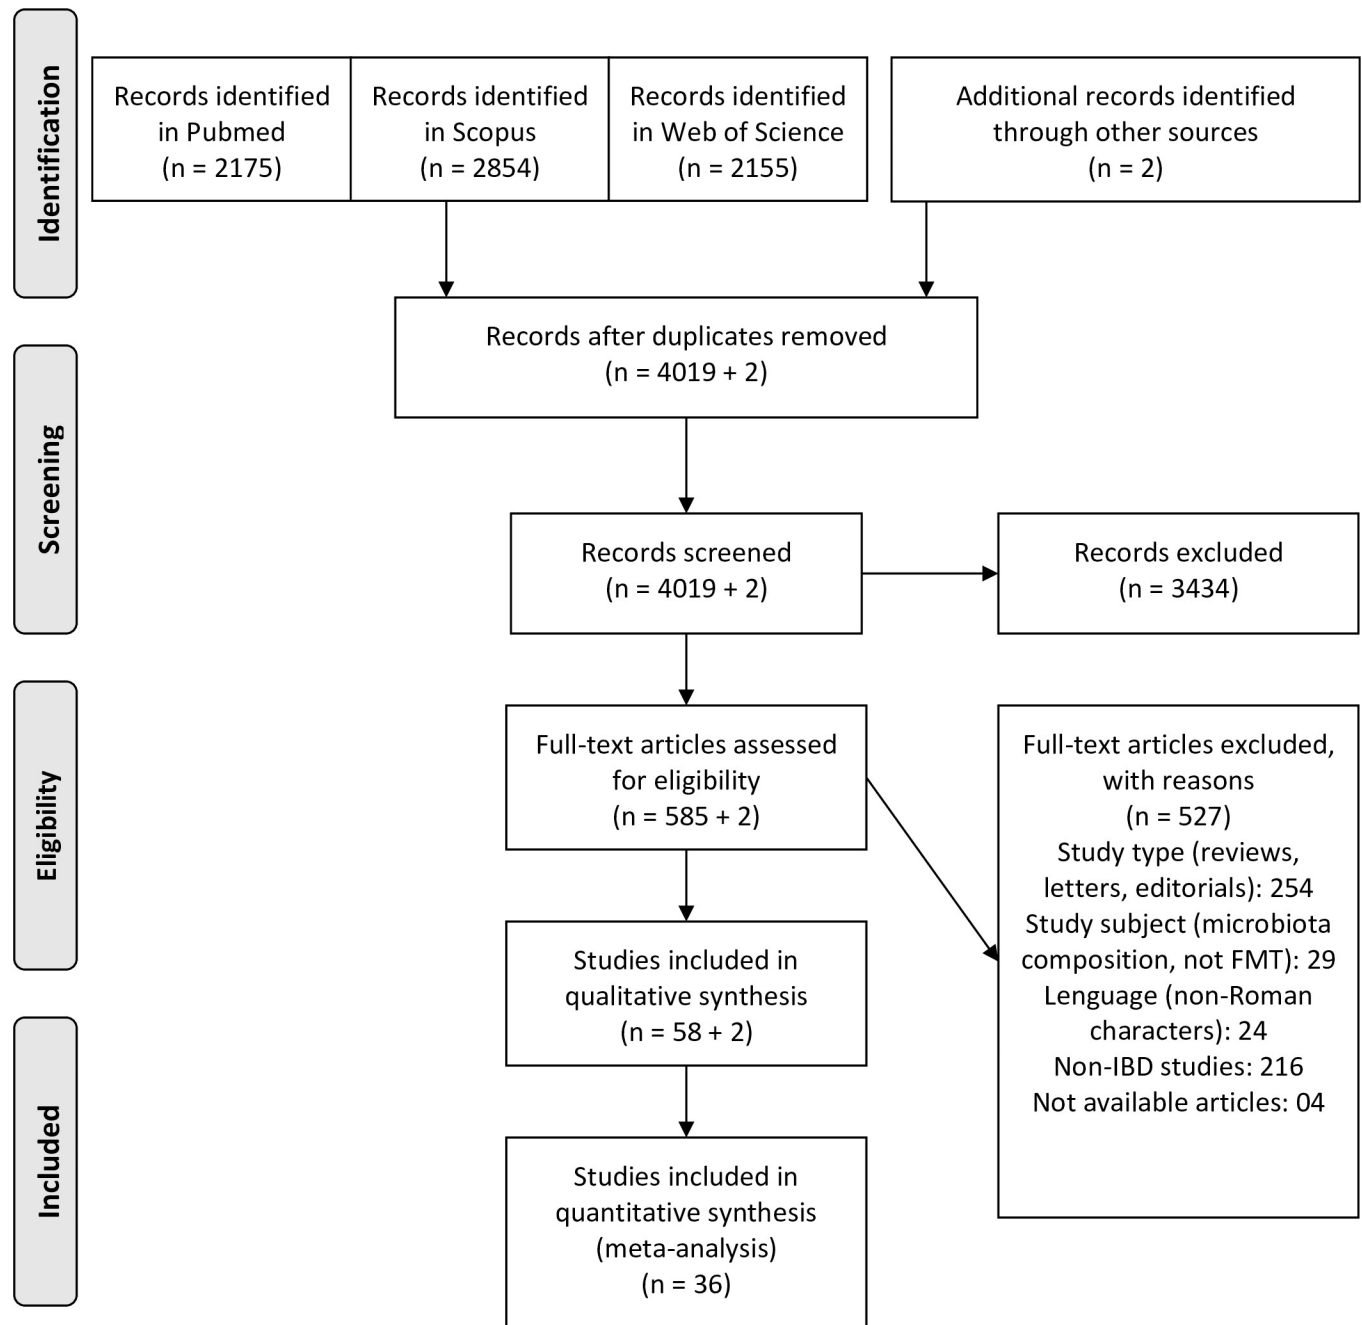 Identification
Records identified
in Pubmed
(n = 2175)
Records identified
in Scopus
(n = 2854)
Records identified
in Web of Science
(n = 2155)
Additional records identified
through other sources
(n = 2)
Records after duplicates removed
(n = 4019 + 2)
Screening
Records screened
(n = 4019 + 2)
Records excluded
(n = 3434)
Eligibility
Full-text articles assessed
for eligibility
(n = 585 + 2)
Full-text articles excluded,
with reasons
(n = 527)
Study type (reviews,
letters, editorials): 254
Study subject (microbiota
composition, not FMT): 29
Lenguage (non-Roman
characters): 24
Non-IBD studies: 216
Not available articles: 04
Studies included in
qualitative synthesis
(n = 58 + 2)
Included
Studies included in
quantitative synthesis
(meta-analysis)
(n = 36)